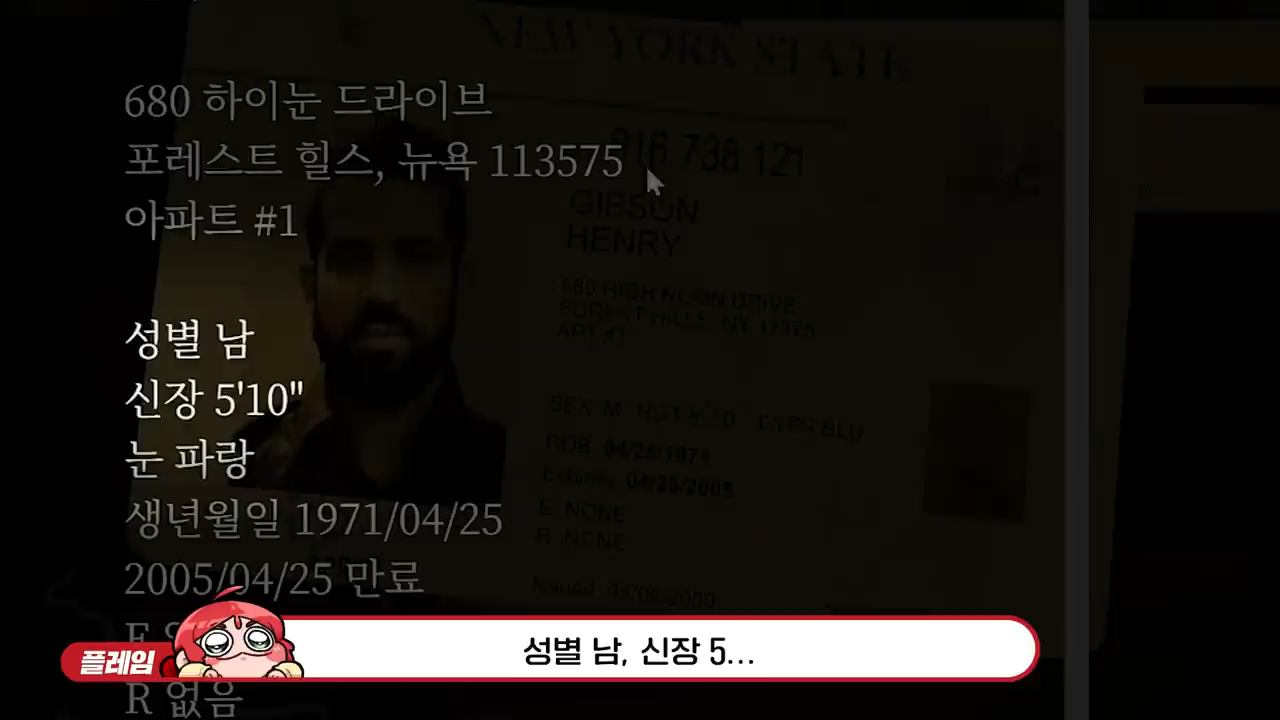 NEW YORK STATE
680 하이눈 드라이브
포레스트 힐스, 뉴욕 113575
아파트 #1
성별 남
신장 5'10"
눈 파랑
생년월일 1971/04/25
2005/04/25 만료
R 없음
916 738 121
GIBSON
HENRY
680 HIGH NOON DRIVE
FOREST HILLS, NY
APT #1
SEX: M
DOB: 04/25/1971
Expires: 04/25/2005
E: NONE
R: NONE
플레임
성별 남, 신장 5...